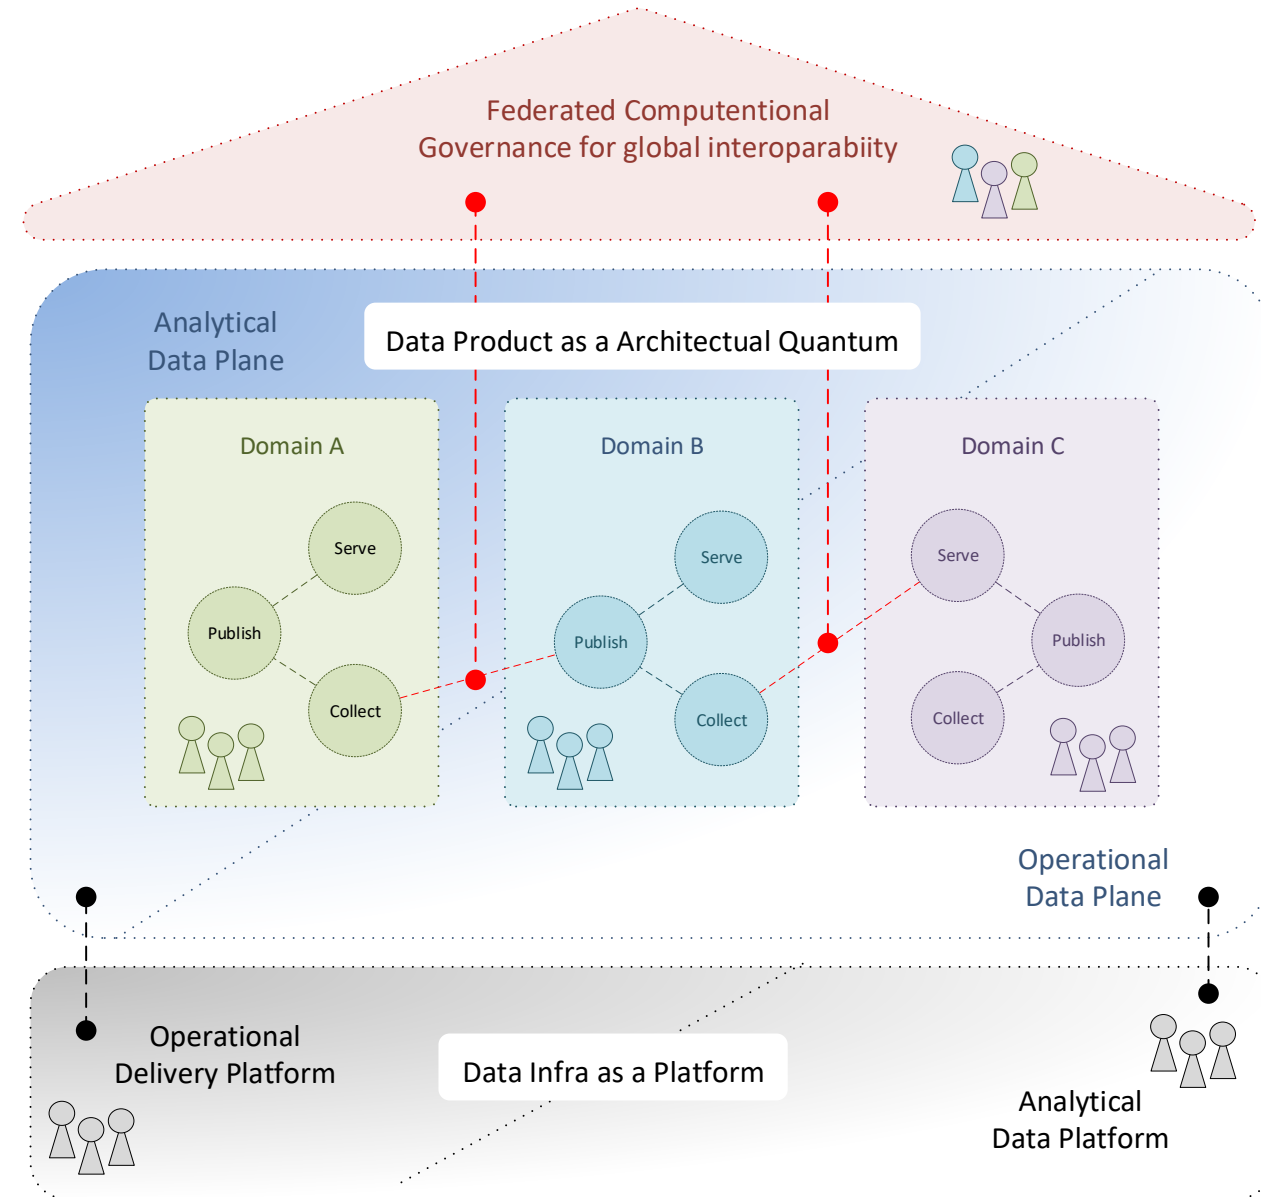 Federated Computentional
Governance for global interoparabiity
Analytical
Data Plane
Data Product as a Architectual Quantum
Domain A
Serve
Publish
Collect
Domain B
Serve
Publish
Collect
Domain C
Serve
Publish
Collect
Operational
Data Plane
Operational
Delivery Platform
Data Infra as a Platform
Analytical
Data Platform